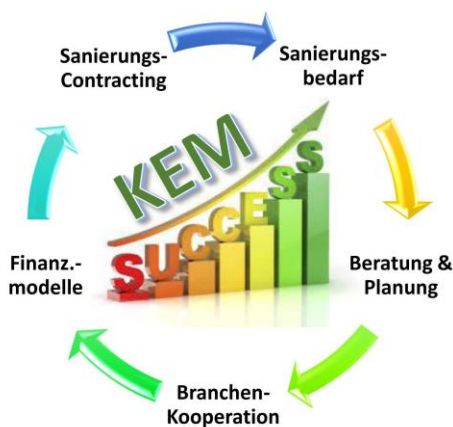 Sanierungs-
Contracting
Sanierungs-
bedarf
KEM
SUCCESS
Finanz.-
modelle
Beratung &
Planung
Branchen-
Kooperation